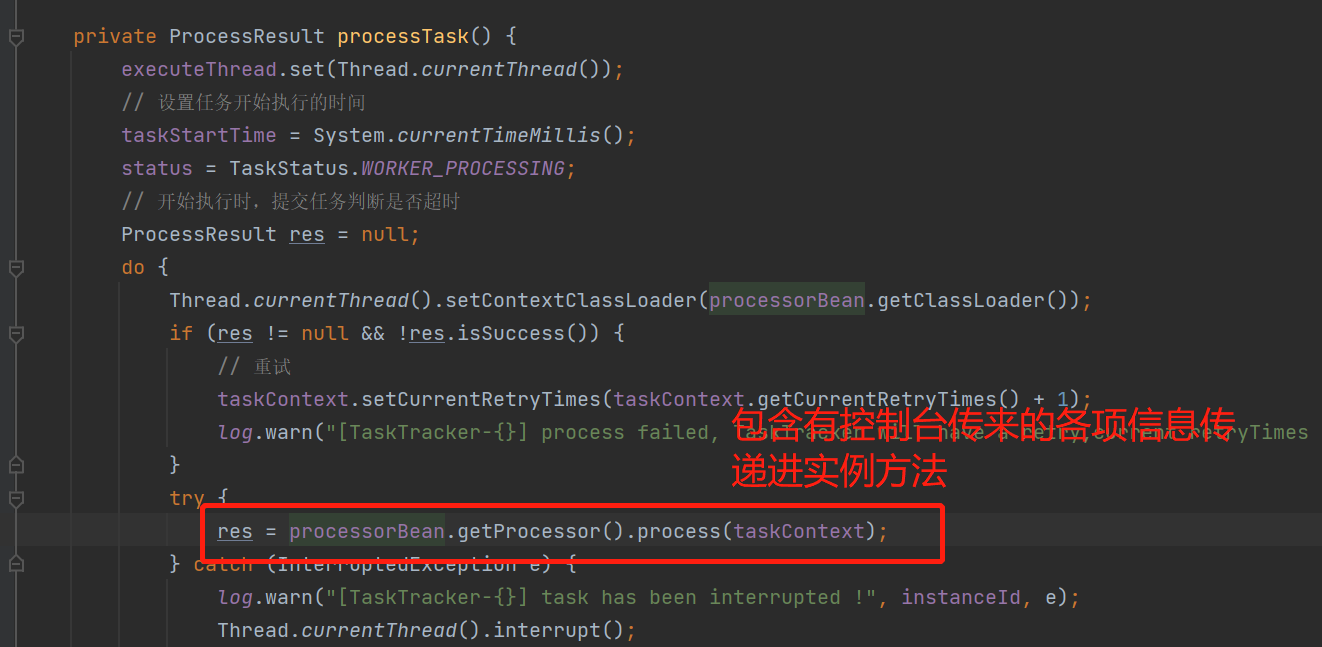 private ProcessResult processTask() {
executeThread.set(Thread.currentThread());
// 设置任务开始执行的时间
taskStartTime = System.currentTimeMillis();
status = TaskStatus.WORKER_PROCESSING;
// 开始执行时，提交任务判断是否超时
ProcessResult res = null;
do {
Thread.currentThread().setContextClassLoader(processorBean.getClassLoader());
if (res != null && !res.isSuccess()) {
// 重试
taskContext.setCurrentRetryTimes(taskContext.getCurrentRetryTimes() + 1);
log.warn("[TaskTracker-{}] process failed, TaskTracker will have a retry,current retryTimes
包含有控制台传来的各项信息传
递进实例方法
}
try {
res = processorBean.getProcessor().process(taskContext);
} catch (InterruptedException e) {
log.warn("[TaskTracker-{}] task has been interrupted !", instanceId, e);
Thread.currentThread().interrupt();